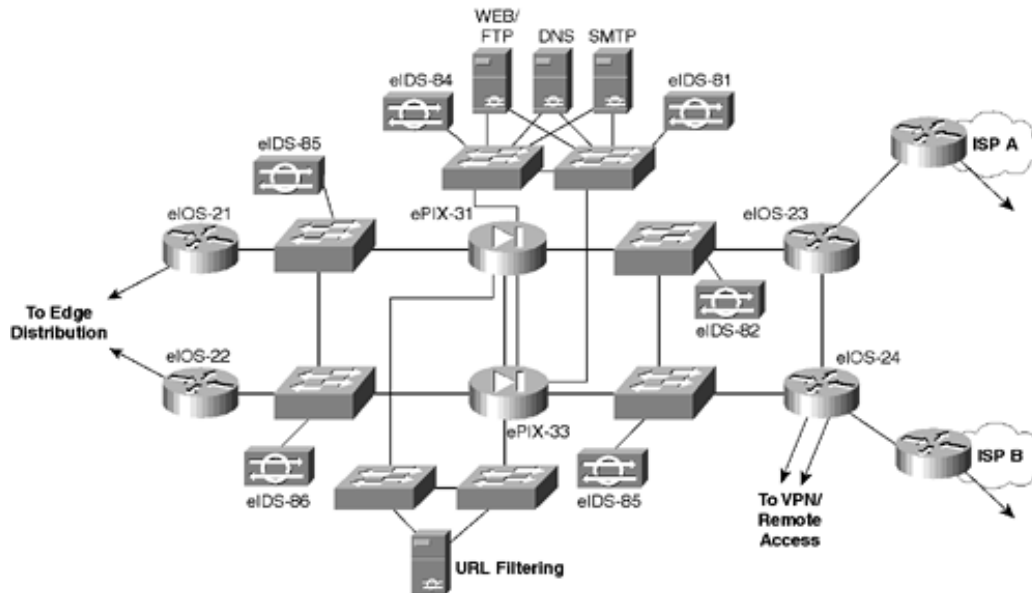 WEB/
FTP
DNS
SMTP
eIDS-84
eIDS-81
eIDS-85
ISP A
eIOS-21
ePIX-31
eIOS-23
To Edge
Distribution
eIDS-82
eIOS-22
eIOS-24
ePIX-33
ISP B
eIDS-86
eIDS-85
To VPN/
Remote
Access
URL Filtering